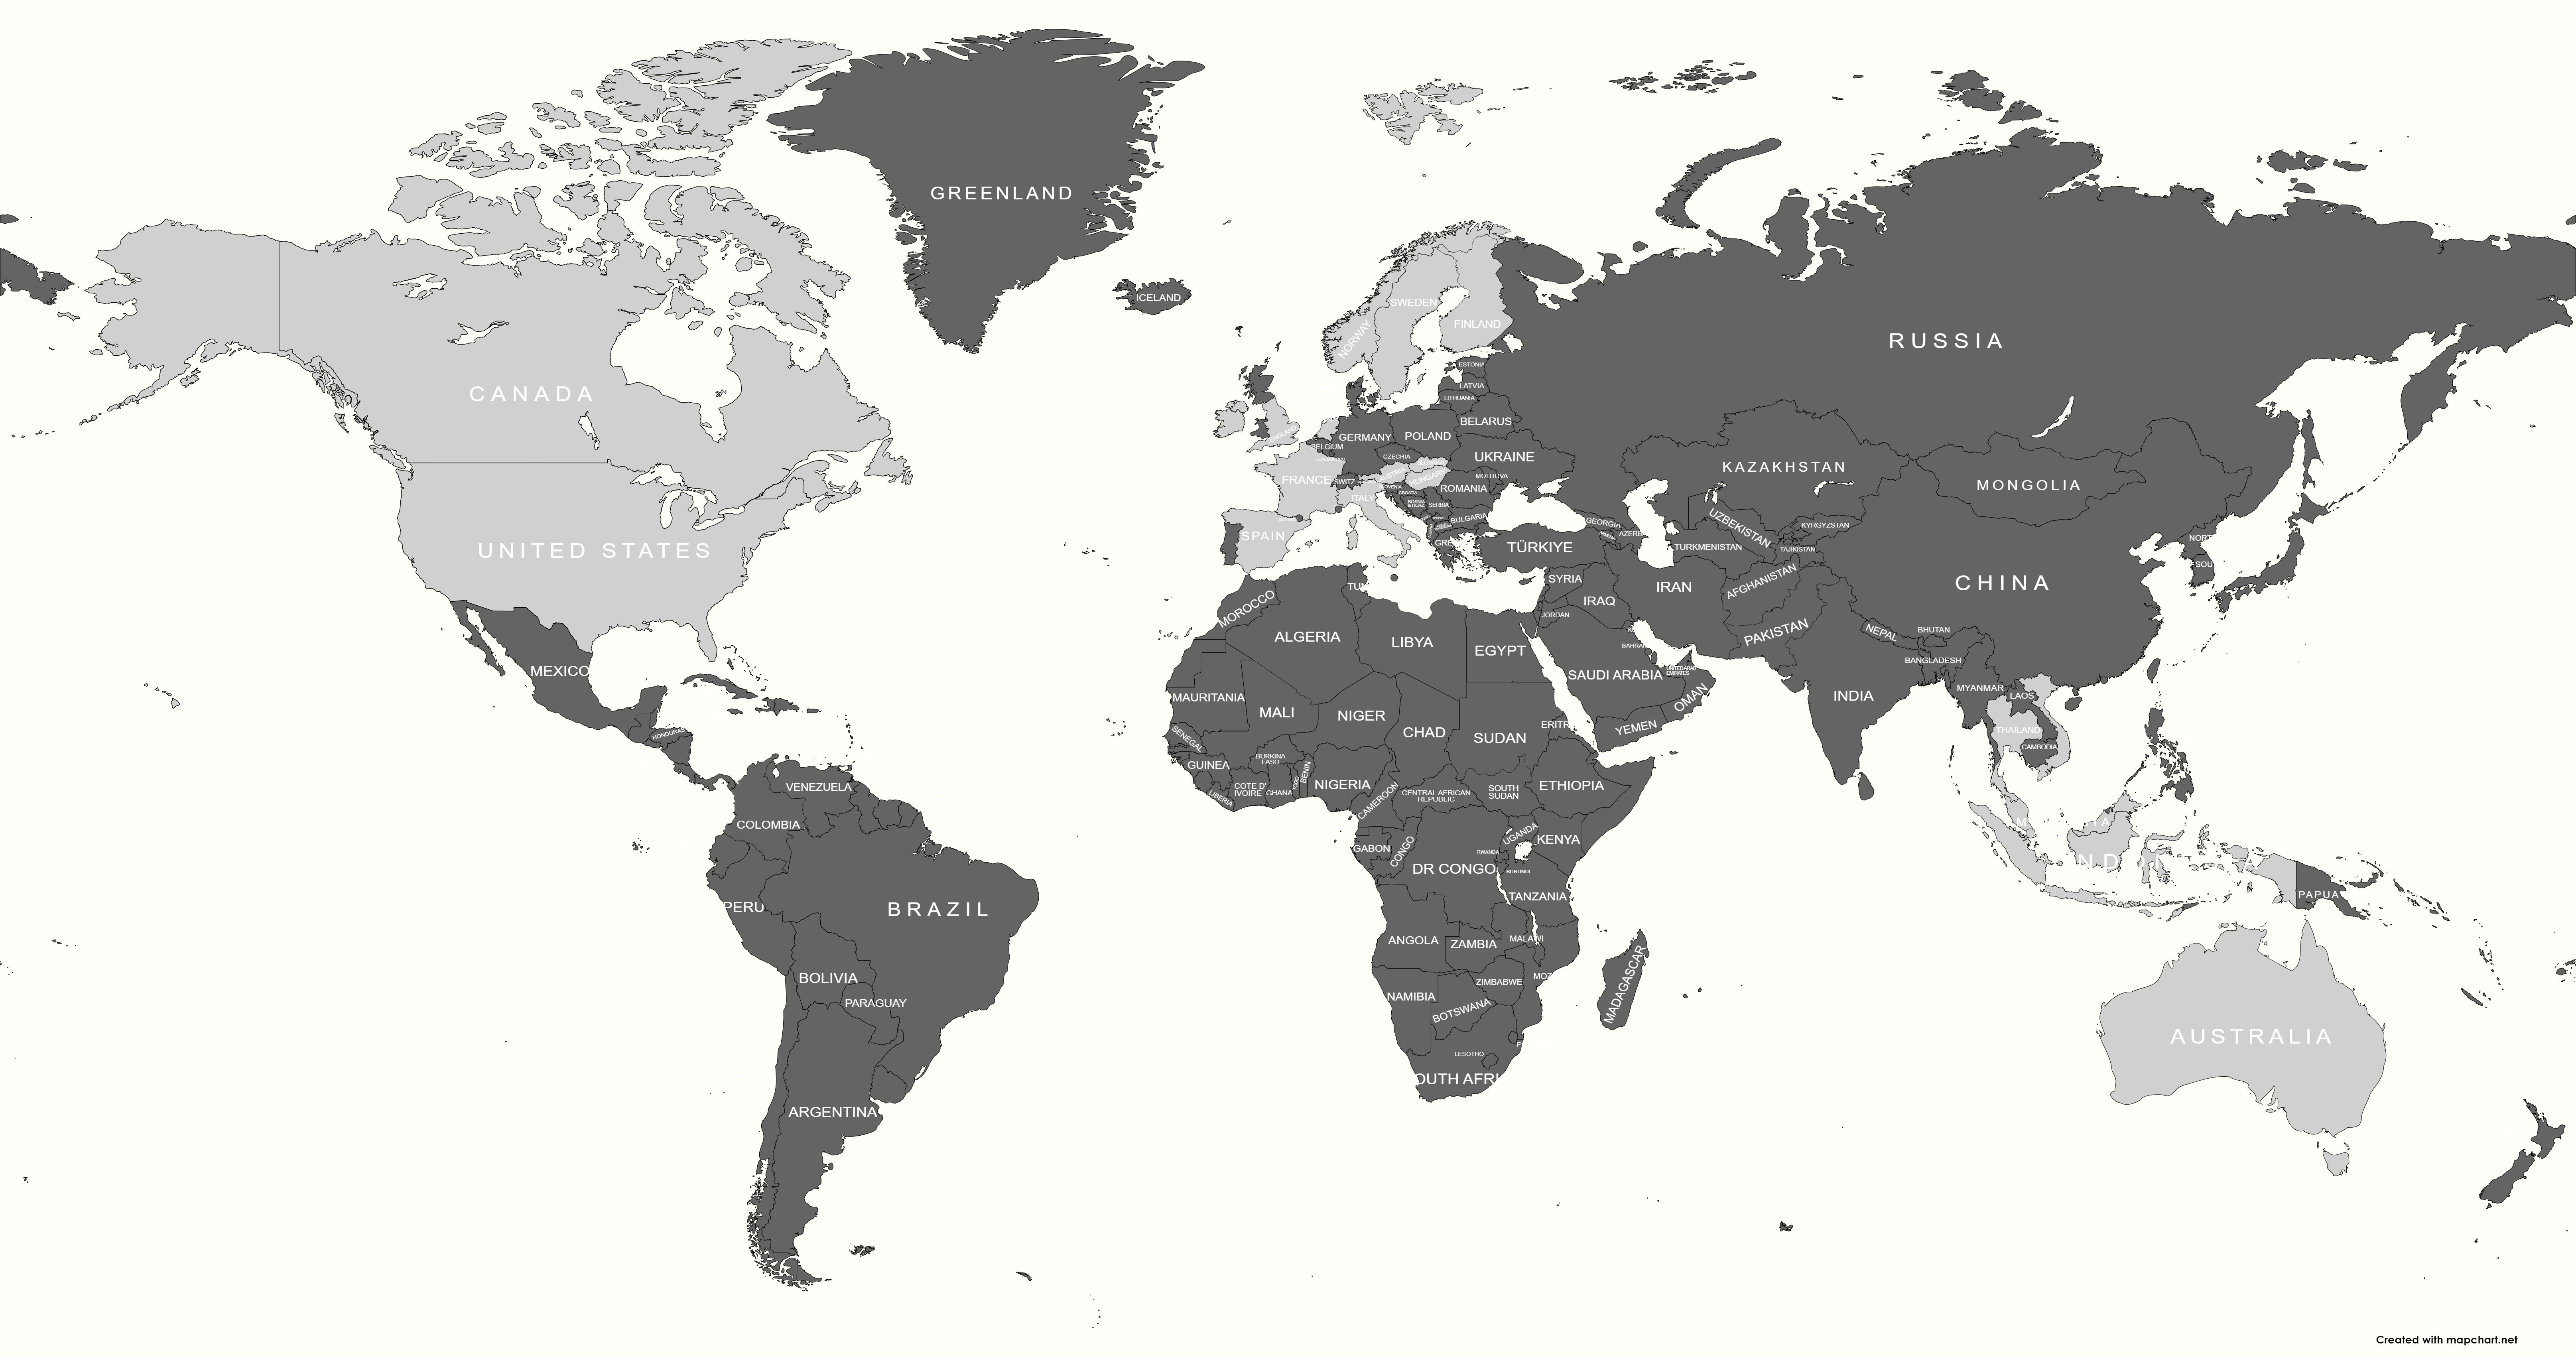 GREENLAND
ICELAND
SWEDEN
NORWAY
FINLAND
RUSSIA
CANADA
ESTONIA
LATVIA
LITHUANIA
BELARUS
GERMANY
POLAND
BELGIUM
CZECHIA
UKRAINE
KAZAKHSTAN
MONGOLIA
FRANCE
SWITZ
AUSTRIA
HUNGARY
MOLDOVA
ROMANIA
ITALY
SERBIA
BULGARIA
SPAIN
GRE
UNITED STATES
GEORGIA
AZERB
UZBEKISTAN
KYRGYZSTAN
TÜRKIYE
TURKMENISTAN
TAJIKISTAN
NORT
SOU
CHINA
SYRIA
IRAN
AFGHANISTAN
TUN
MOROCCO
IRAQ
JORDAN
ALGERIA
LIBYA
EGYPT
PAKISTAN
NEPAL
BHUTAN
BAHRAI
BANGLADESH
MEXICO
SAUDI ARABIA
UNITED ARAB
EMIRATES
OMAN
MAURITANIA
INDIA
MYANMAR
LAOS
MALI
NIGER
CHAD
SUDAN
ERITR
YEMEN
THAILAND
CAMBODIA
HONDURAS
SENEGAL
GUINEA
BURKINA
FASO
BENIN
TOGO
NIGERIA
ETHIOPIA
VENEZUELA
LIBERIA
COTE D'
IVOIRE
GHANA
CAMEROON
CENTRAL AFRICAN
REPUBLIC
SOUTH
SUDAN
COLOMBIA
UGANDA
KENYA
GABON
CONGO
RWANDA
DR CONGO
BURUNDI
TANZANIA
PAPUA
PERU
BRAZIL
ANGOLA
ZAMBIA
MALAWI
BOLIVIA
MOZ
ZIMBABWE
MADAGASCAR
NAMIBIA
BOTSWANA
PARAGUAY
AUSTRALIA
LESOTHO
OUTH AFRI
ARGENTINA
Created with mapchart.net